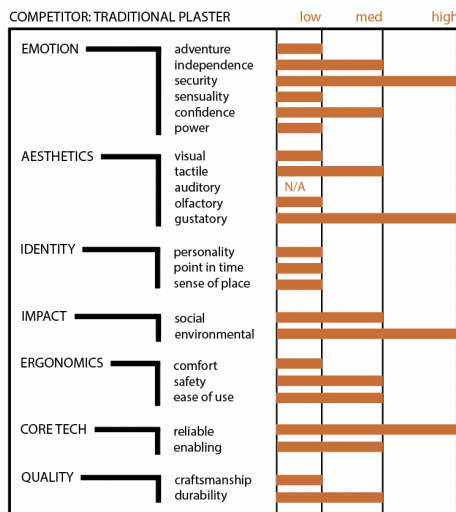 COMPETITOR: TRADITIONAL PLASTER low med high
EMOTION adventure
independence
security
sensuality
confidence
power
AESTHETICS visual
tactile
auditory N/A
olfactory
gustatory
IDENTITY personality
point in time
sense of place
IMPACT social
environmental
ERGONOMICS comfort
safety
ease of use
CORE TECH reliable
enabling
QUALITY craftsmanship
durability